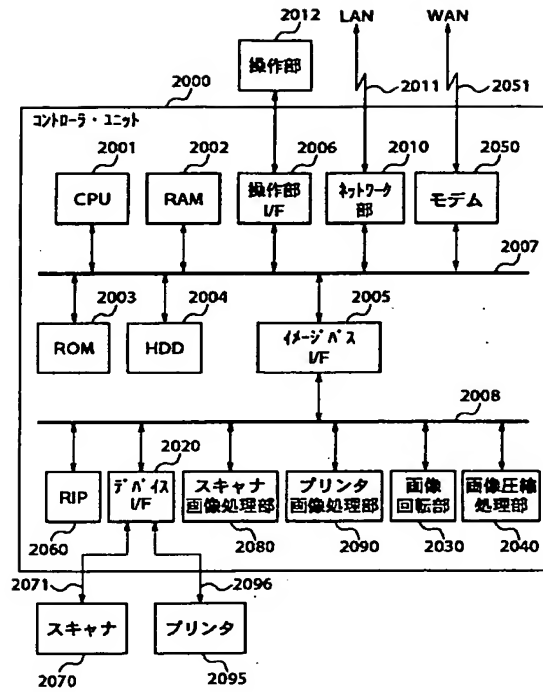 2012
LAN
WAN
操作部
2000
2011
2051
コントローラ・ユニット
2001
2002
2006
2010
2050
CPU
RAM
操作部
I/F
ネットワーク
部
モデム
2007
2003
2004
2005
ROM
HDD
イメージバス
I/F
2008
2020
RIP
デバイス
I/F
スキャナ
画像処理部
プリンタ
画像処理部
画像
回転部
画像圧縮
処理部
2060
2080
2090
2030
2040
2071
2096
スキャナ
プリンタ
2070
2095